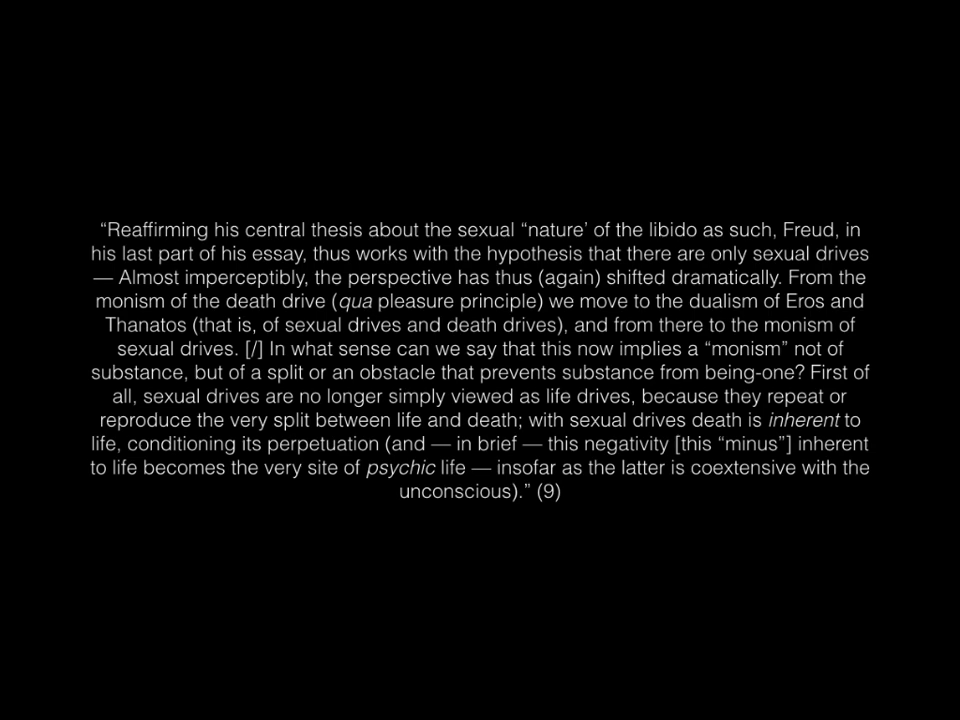 “Reaffirming his central thesis about the sexual “nature’ of the libido as such, Freud, in
his last part of his essay, thus works with the hypothesis that there are only sexual drives
— Almost imperceptibly, the perspective has thus (again) shifted dramatically. From the
monism of the death drive (qua pleasure principle) we move to the dualism of Eros and
Thanatos (that is, of sexual drives and death drives), and from there to the monism of
sexual drives. [/] In what sense can we say that this now implies a “monism” not of
substance, but of a split or an obstacle that prevents substance from being-one? First of
all, sexual drives are no longer simply viewed as life drives, because they repeat or
reproduce the very split between life and death; with sexual drives death is inherent to
life, conditioning its perpetuation (and — in brief — this negativity [this “minus”] inherent
to life becomes the very site of psychic life — insofar as the latter is coextensive with the
unconscious).” (9)